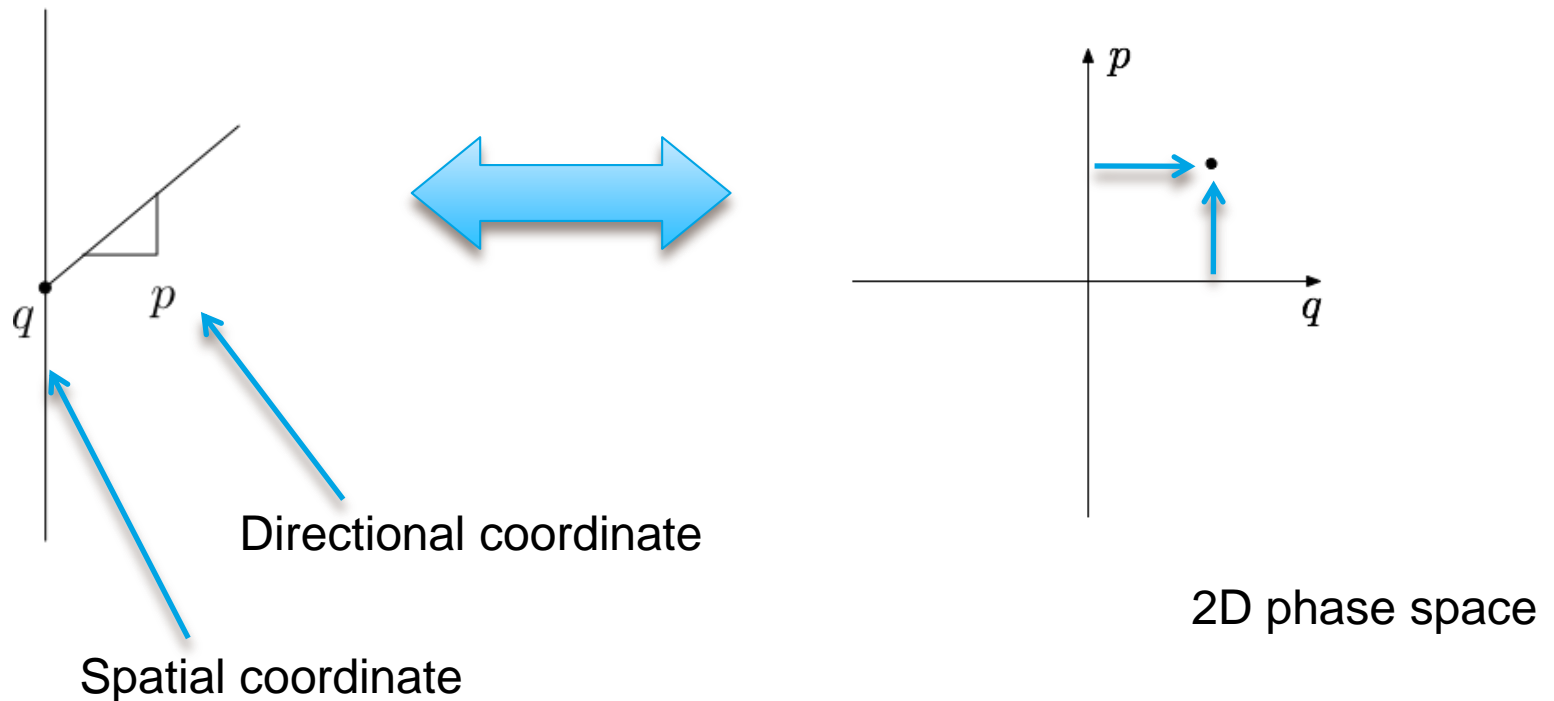 q
p
Directional coordinate
Spatial coordinate
p
q
2D phase space